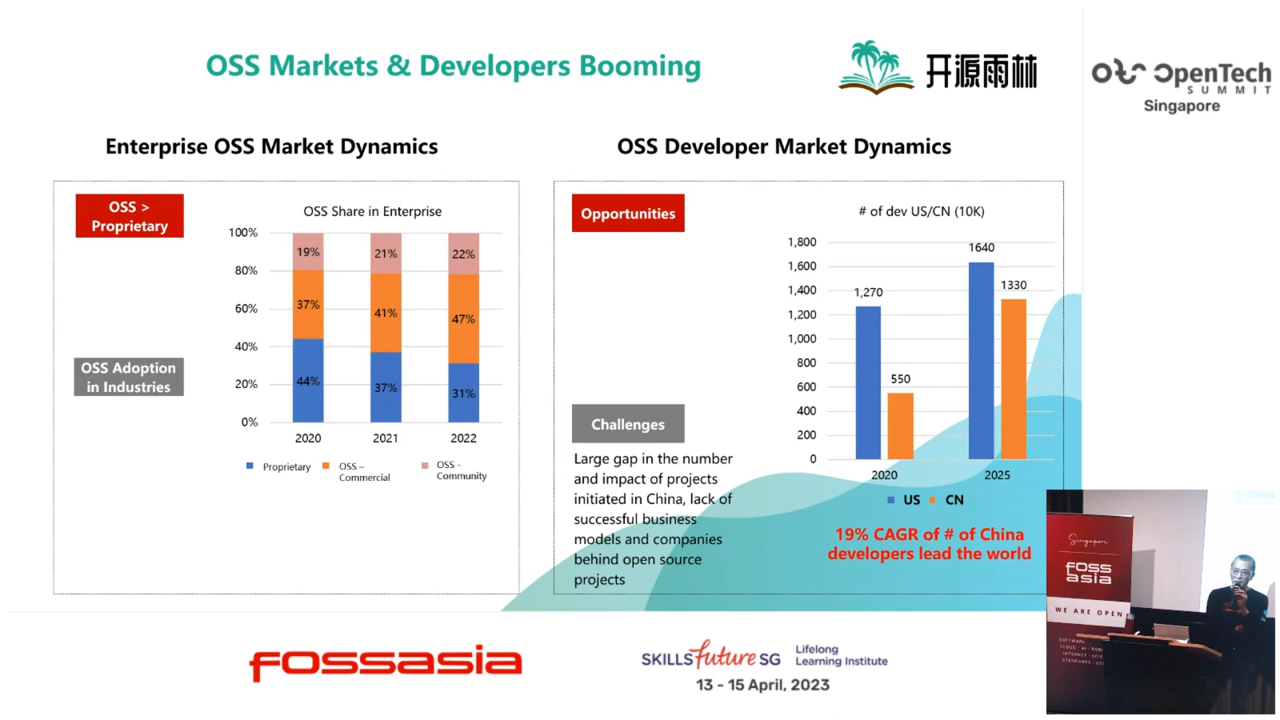 OSS Markets & Developers Booming
开源雨林
OpenTech
SUMMIT
Singapore
Enterprise OSS Market Dynamics
OSS >
Proprietary
OSS Adoption
in Industries
OSS Share in Enterprise
100%
80%
60%
40%
20%
0%
19%
37%
44%
21%
41%
37%
22%
47%
31%
2020
2021
2022
Proprietary
OSS –
Commercial
OSS -
Community
OSS Developer Market Dynamics
Opportunities
Challenges
Large gap in the number
and impact of projects
initiated in China, lack of
successful business
models and companies
behind open source
projects
# of dev US/CN (10K)
1,800
1,600
1,400
1,200
1,000
800
600
400
200
0
1,270
550
1640
1330
2020
2025
US
CN
19% CAGR of # of China
developers lead the world
Singapore
FOSS
ASIA
WE ARE OPEN
FOSSASIA
SKILLS future SG
Lifelong
Learning Institute
13 - 15 April, 2023